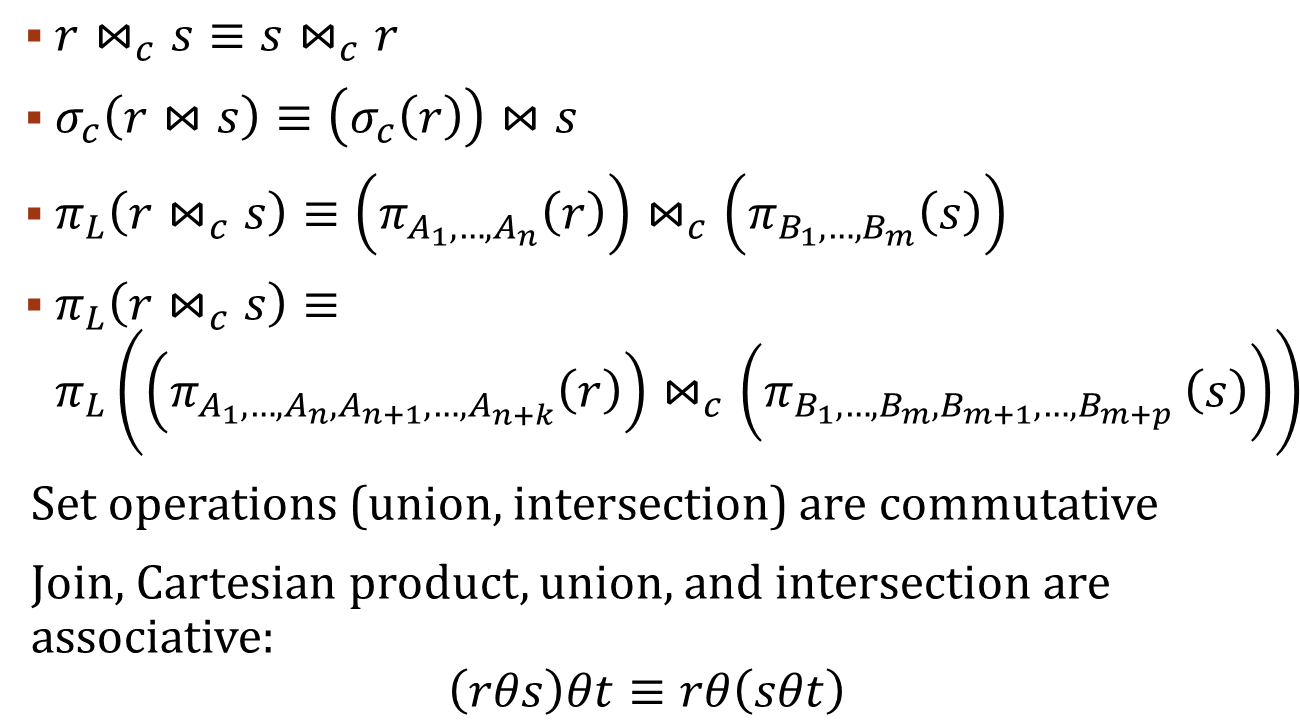 ▪ r ⋈_c s ≡ s ⋈_c r
▪ σ_c(r ⋈ s) ≡ (σ_c(r)) ⋈ s
▪ π_L(r ⋈_c s) ≡ (π_{A_1,…,A_n}(r)) ⋈_c (π_{B_1,…,B_m}(s))
▪ π_L(r ⋈_c s) ≡
π_L((π_{A_1,…,A_n,A_{n+1},…,A_{n+k}}(r)) ⋈_c (π_{B_1,…,B_m,B_{m+1},…,B_{m+p}} (s)))
Set operations (union, intersection) are commutative
Join, Cartesian product, union, and intersection are
associative:
(rθs)θt ≡ rθ(sθt)